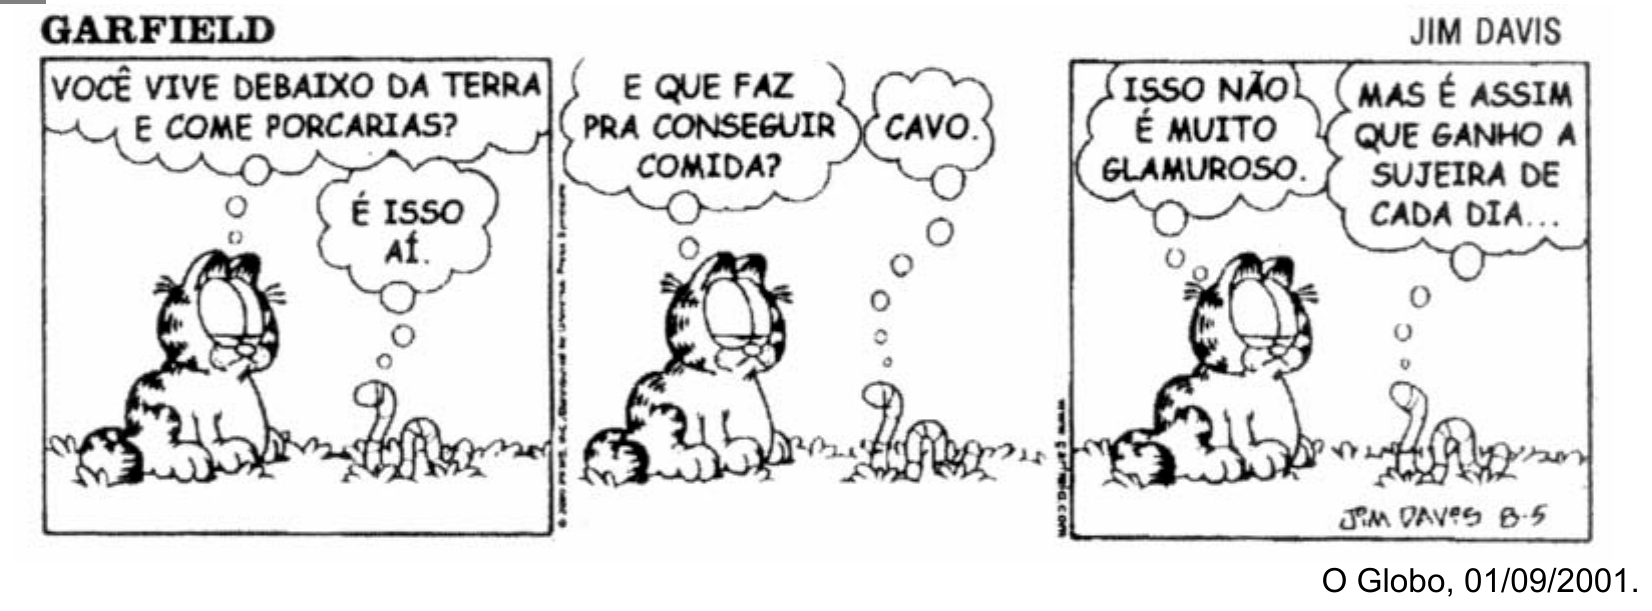 GARFIELD
JIM DAVIS
VOCÊ VIVE DEBAIXO DA TERRA
E COME PORCARIAS?
É ISSO
AÍ.
E QUE FAZ
PRA CONSEGUIR
COMIDA?
CAVO.
ISSO NÃO
É MUITO
GLAMUROSO.
MAS É ASSIM
QUE GANHO A
SUJEIRA DE
CADA DIA...
JIM DAVIS 8-5
O Globo, 01/09/2001.